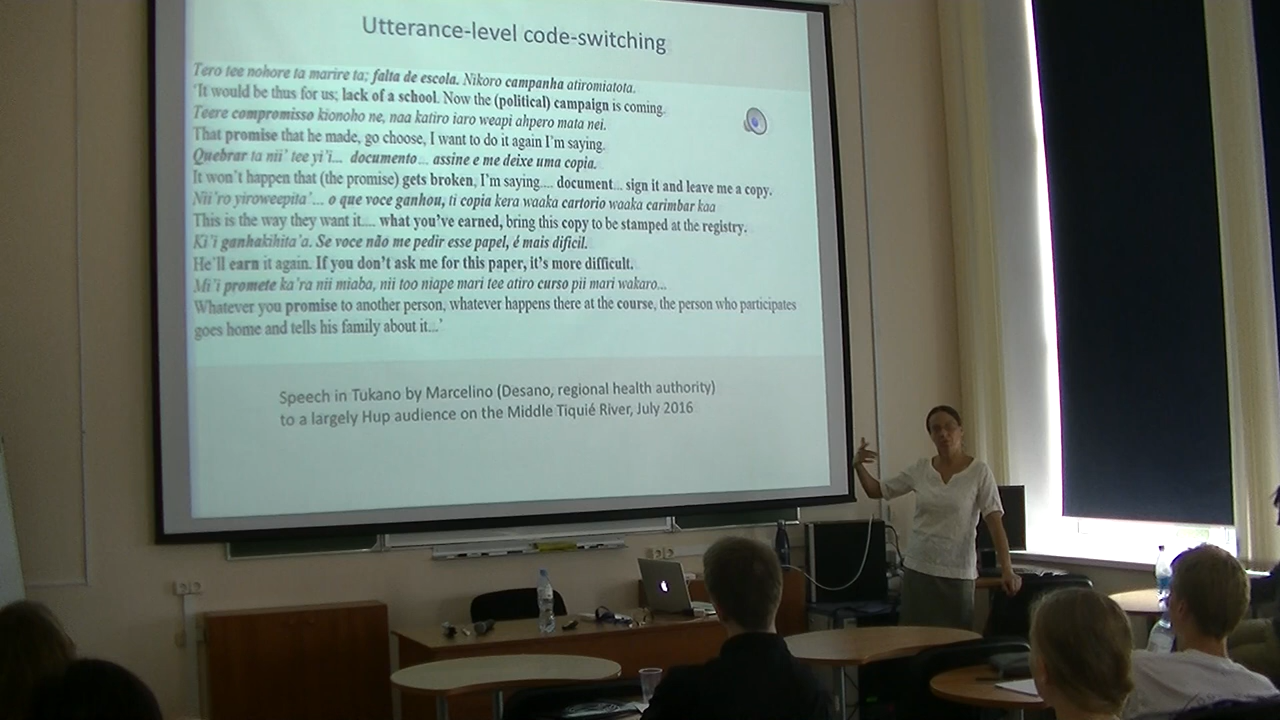 Utterance-level code-switching
Tero tee nohore ta marire ta; falta de escola. Nikoro campanha atiromiatota.
'It would be thus for us; lack of a school. Now the (political) campaign is coming.
Teere compromisso kionoho ne, naa katiro iaro weapi ahpero mata nei.
That promise that he made, go choose, I want to do it again I'm saying.
Quebrar ta nii' tee yi'i... documento... assine e me deixe uma copia.
It won't happen that (the promise) gets broken, I'm saying.... document... sign it and leave me a copy.
Nii'ro yiroweepita'... o que voce ganhou, ti copia kera waaka cartorio waaka carimbar kaa
This is the way they want it.... what you've earned, bring this copy to be stamped at the registry.
Ki'i ganhakihita'a. Se voce não me pedir esse papel, é mais dificil.
He'll earn it again. If you don't ask me for this paper, it's more difficult.
Mi'i promete ka'ra nii miaba, nii too niape mari tee atiro curso pii mari wakaro...
Whatever you promise to another person, whatever happens there at the course, the person who participates
goes home and tells his family about it...'
Speech in Tukano by Marcelino (Desano, regional health authority)
to a largely Hup audience on the Middle Tiquié River, July 2016